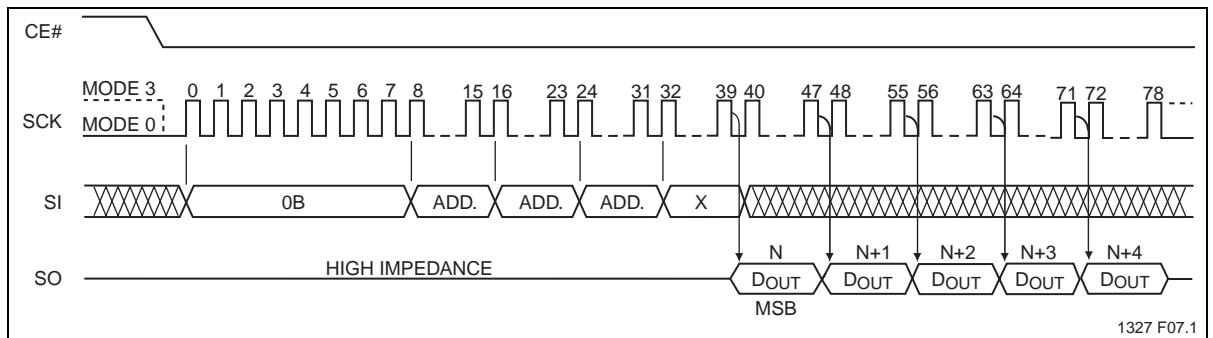 CE#
MODE 3
0 1 2 3 4 5 6 7 8 15 16 23 24 31 32 39 40 47 48 55 56 63 64 71 72 78
SCK
MODE 0
SI
0B ADD. ADD. ADD. X
N N+1 N+2 N+3 N+4
HIGH IMPEDANCE
SO
DOUT DOUT DOUT DOUT DOUT
MSB
1327 F07.1